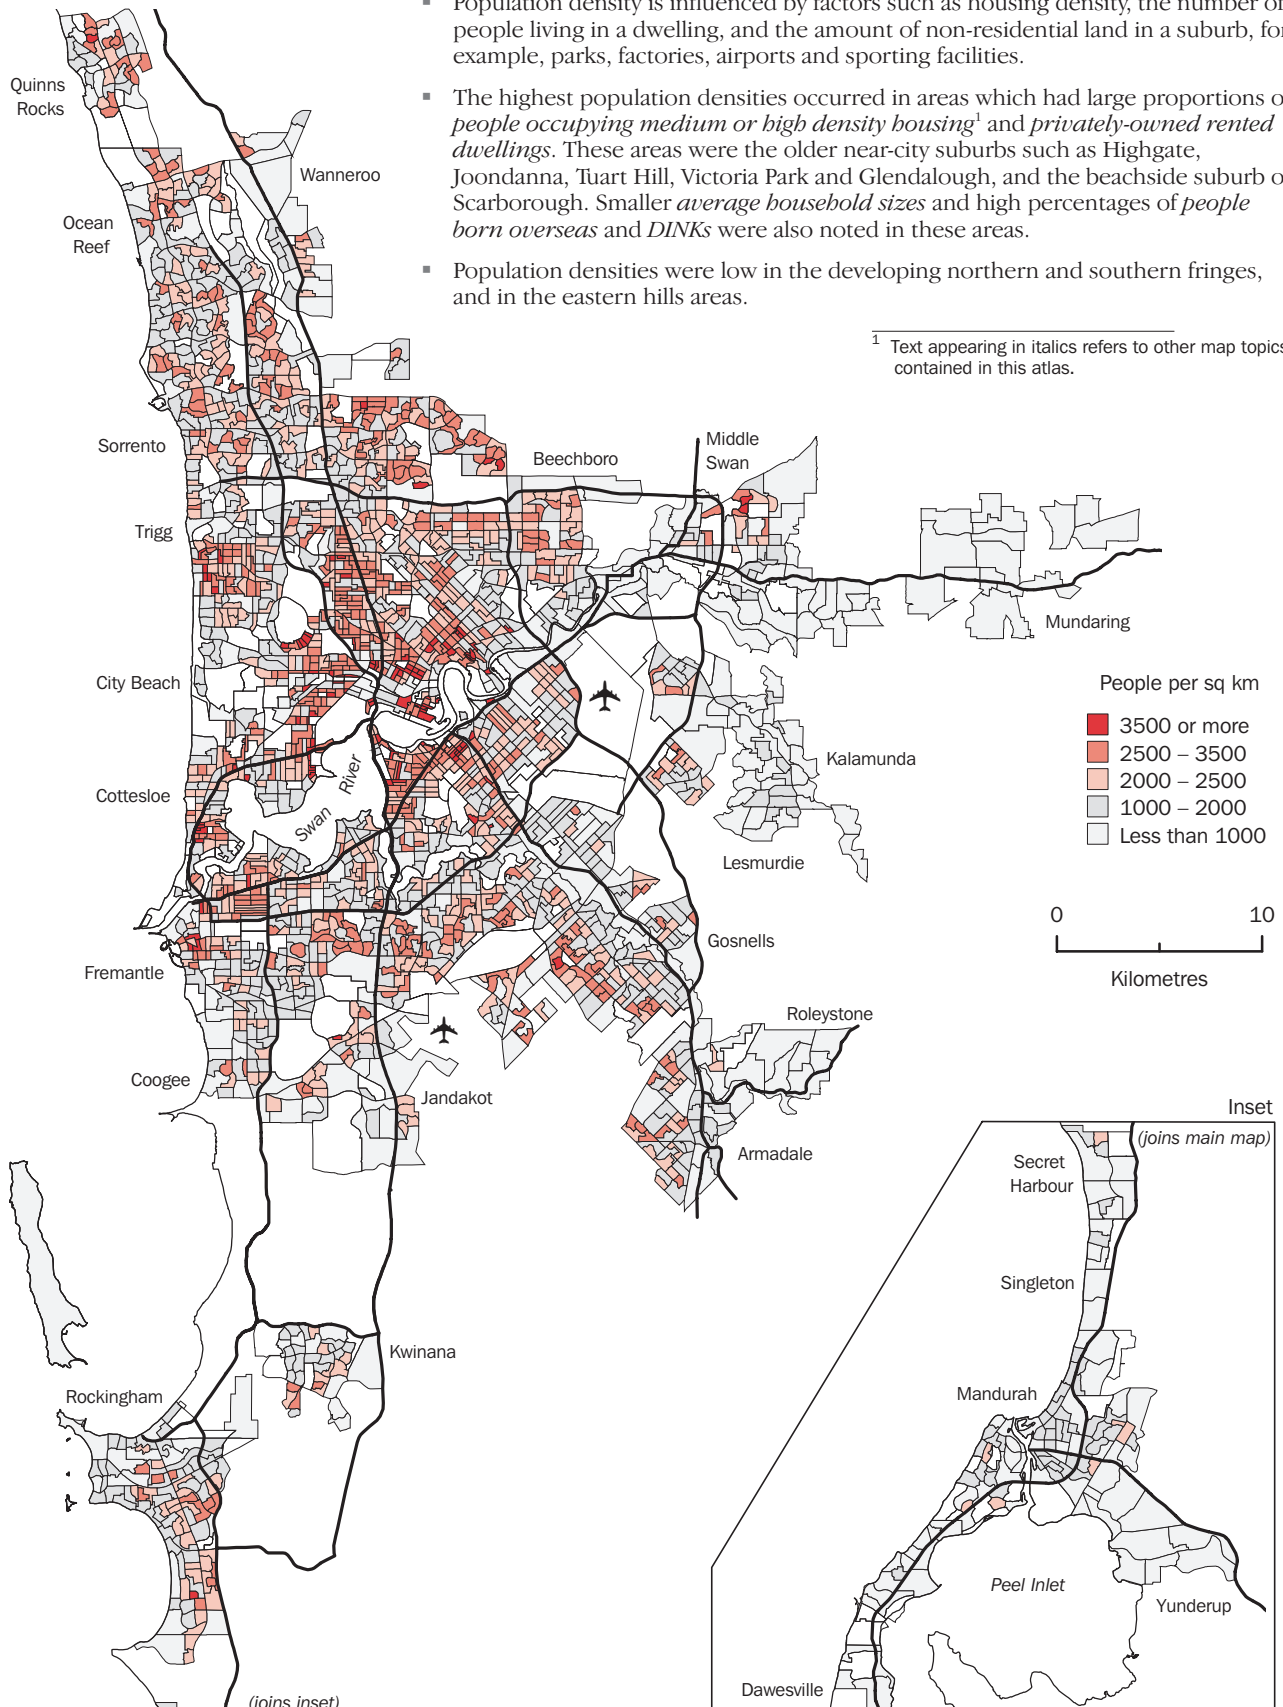 Population density is influenced by factors such as housing density, the number of
people living in a dwelling, and the amount of non-residential land in a suburb, for
example, parks, factories, airports and sporting facilities.
The highest population densities occurred in areas which had large proportions o
people occupying medium or high density housing¹ and privately-owned rented
dwellings. These areas were the older near-city suburbs such as Highgate,
Joondanna, Tuart Hill, Victoria Park and Glendalough, and the beachside suburb o
Scarborough. Smaller average household sizes and high percentages of people
born overseas and DINKs were also noted in these areas.
Population densities were low in the developing northern and southern fringes,
and in the eastern hills areas.
¹ Text appearing in italics refers to other map topics
contained in this atlas.
Quinns
Rocks
Wanneroo
Ocean
Reef
Sorrento
Beechboro
Middle
Swan
Trigg
Mundaring
City Beach
People per sq km
3500 or more
2500 – 3500
2000 – 2500
1000 – 2000
Less than 1000
Kalamunda
Cottesloe
Swan River
Lesmurdie
0 10
Kilometres
Gosnells
Fremantle
Roleystone
Coogee
Jandakot
Armadale
Inset
(joins main map)
Secret
Harbour
Singleton
Kwinana
Rockingham
Mandurah
Peel Inlet
Yunderup
Dawesville
(joins inset)